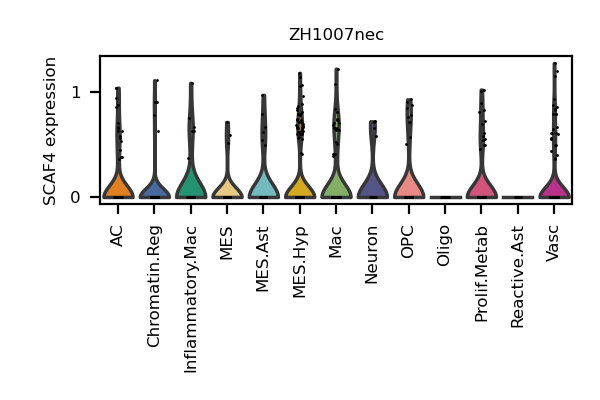 ZH1007nec
SCAF4 expression
1
0
AC
Chromatin.Reg
Inflammatory.Mac
MES
MES.Ast
MES.Hyp
Mac
Neuron
OPC
Oligo
Prolif.Metab
Reactive.Ast
Vasc